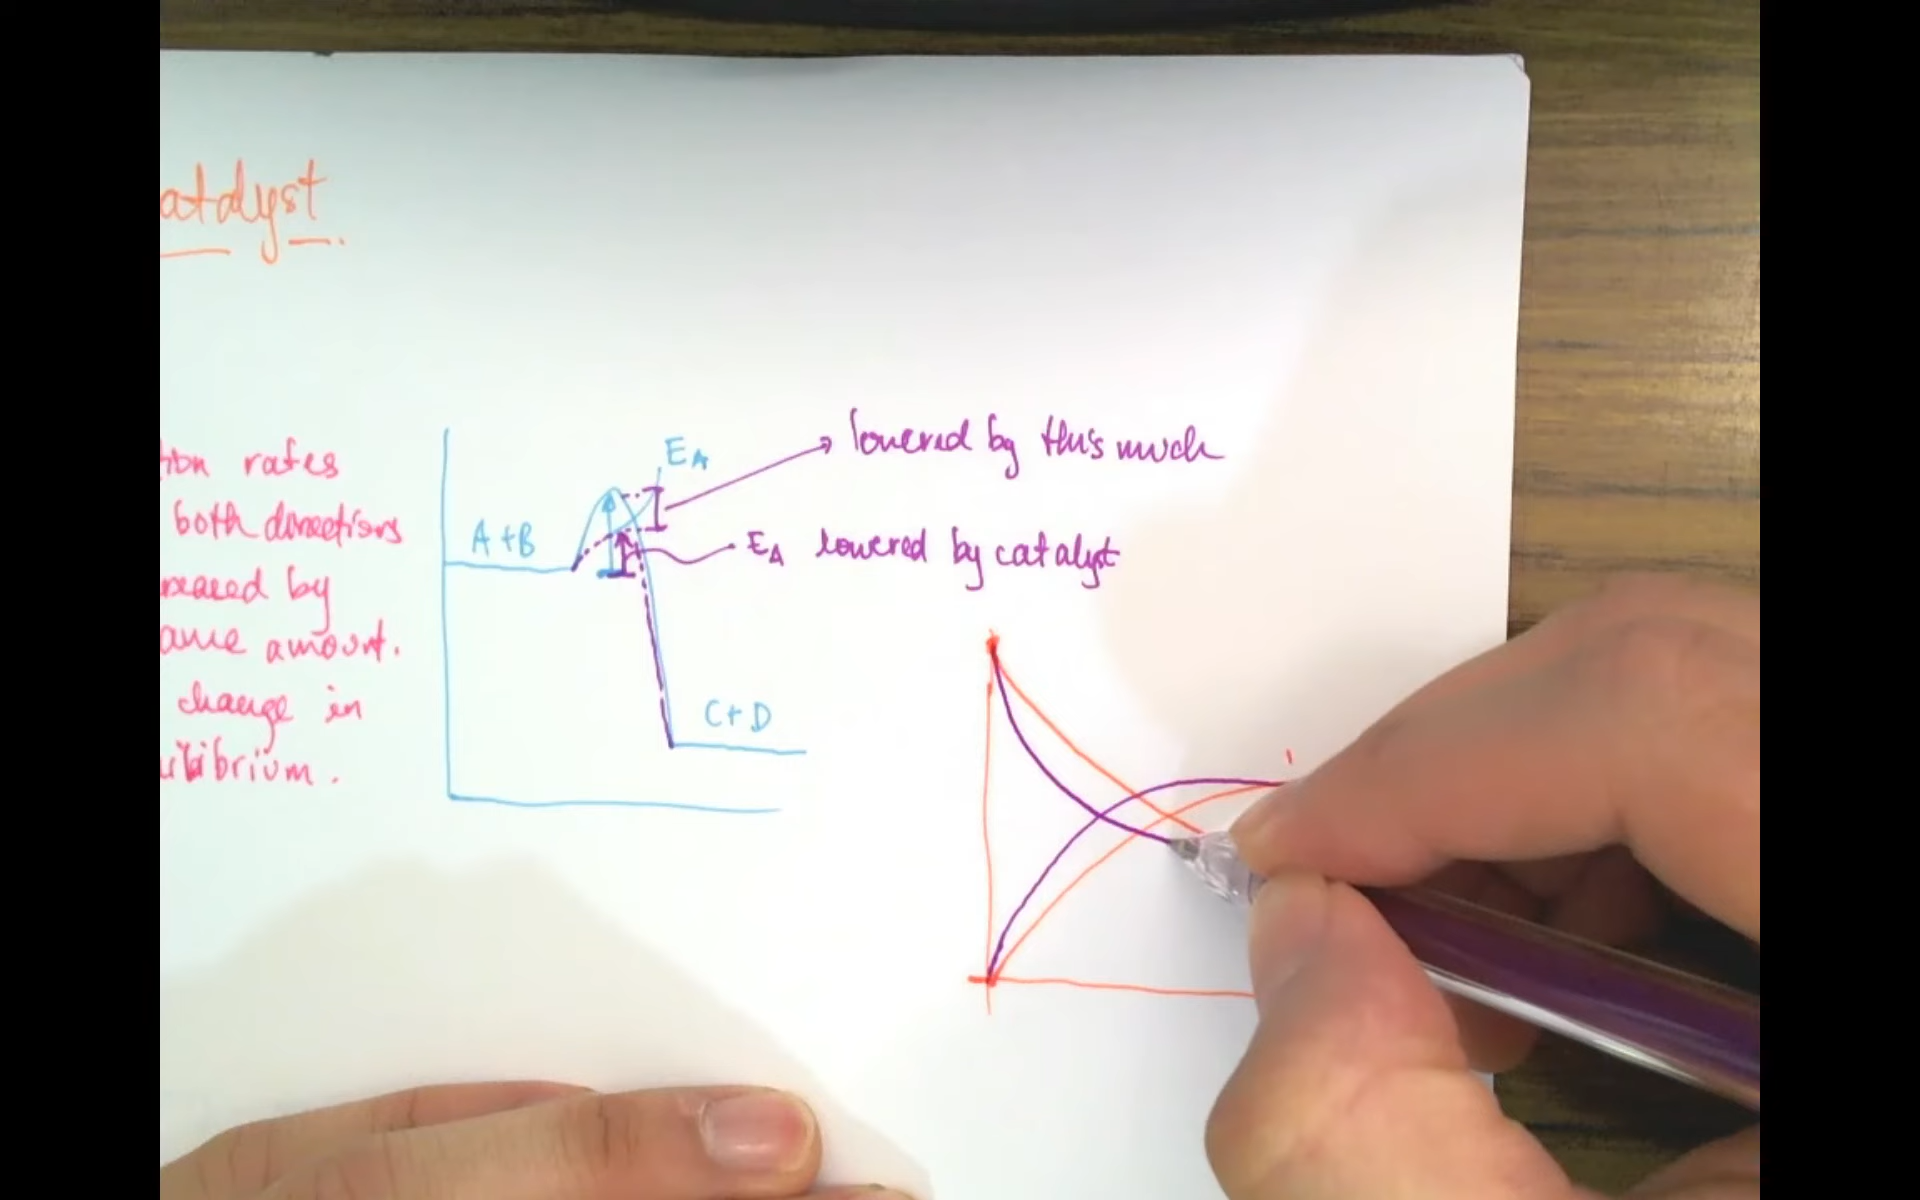 atalyst
tion rates
both directions
reased by
ame amount.
change in
uilibrium.
EA
lowered by this much
A+B
EA lowered by catalyst
C+D